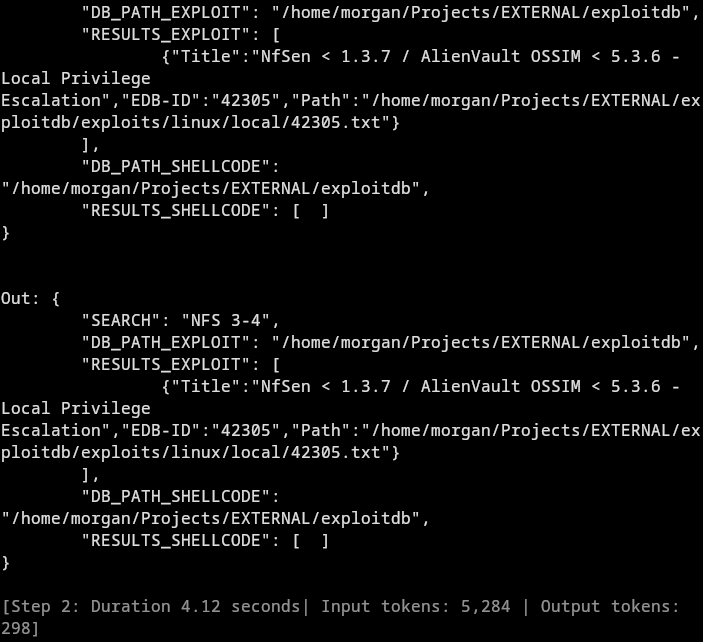 "DB_PATH_EXPLOIT": "/home/morgan/Projects/EXTERNAL/exploitdb",
"RESULTS_EXPLOIT": [
{"Title":"NfSen < 1.3.7 / AlienVault OSSIM < 5.3.6 -
Local Privilege
Escalation","EDB-ID":"42305","Path":"/home/morgan/Projects/EXTERNAL/ex
ploitdb/exploits/linux/local/42305.txt"}
],
"DB_PATH_SHELLCODE":
"/home/morgan/Projects/EXTERNAL/exploitdb",
"RESULTS_SHELLCODE": [  ]
}
Out: {
"SEARCH": "NFS 3-4",
"DB_PATH_EXPLOIT": "/home/morgan/Projects/EXTERNAL/exploitdb",
"RESULTS_EXPLOIT": [
{"Title":"NfSen < 1.3.7 / AlienVault OSSIM < 5.3.6 -
Local Privilege
Escalation","EDB-ID":"42305","Path":"/home/morgan/Projects/EXTERNAL/ex
ploitdb/exploits/linux/local/42305.txt"}
],
"DB_PATH_SHELLCODE":
"/home/morgan/Projects/EXTERNAL/exploitdb",
"RESULTS_SHELLCODE": [  ]
}
[Step 2: Duration 4.12 seconds| Input tokens: 5,284 | Output tokens:
298]